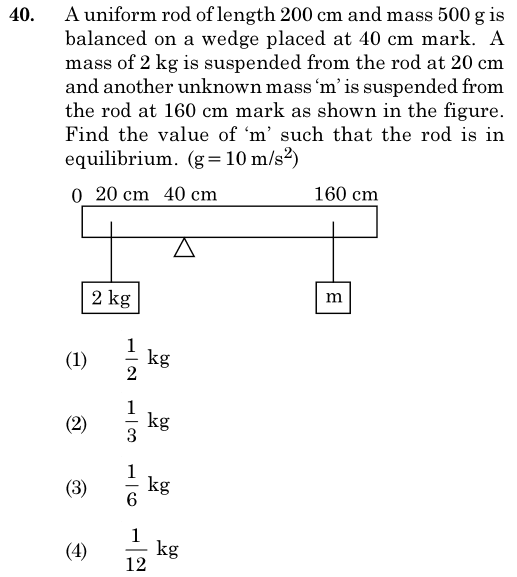 40. A uniform rod of length 200 cm and mass 500 g is
balanced on a wedge placed at 40 cm mark. A
mass of 2 kg is suspended from the rod at 20 cm
and another unknown mass ‘m’ is suspended from
the rod at 160 cm mark as shown in the figure.
Find the value of ‘m’ such that the rod is in
equilibrium. (g = 10 m/s²)
0 20 cm 40 cm 160 cm
2 kg m
(1) 1/2 kg
(2) 1/3 kg
(3) 1/6 kg
(4) 1/12 kg